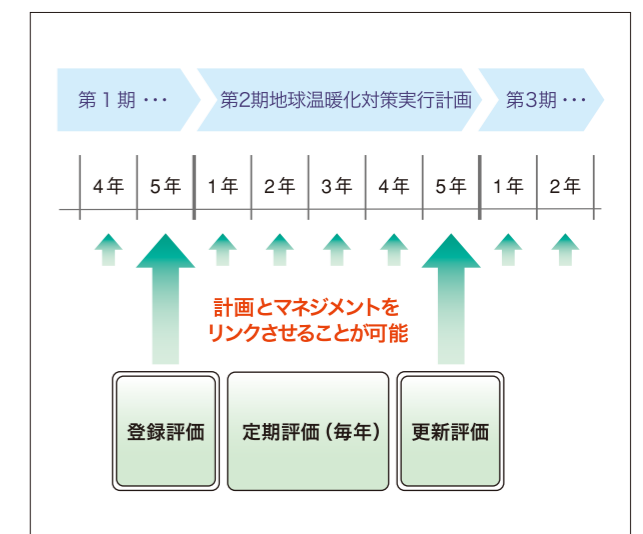 第1期・・・ 第2期地球温暖化対策実行計画 第3期・・・
4年 5年 1年 2年 3年 4年 5年 1年 2年
計画とマネジメントを
リンクさせることが可能
登録評価 定期評価（毎年） 更新評価